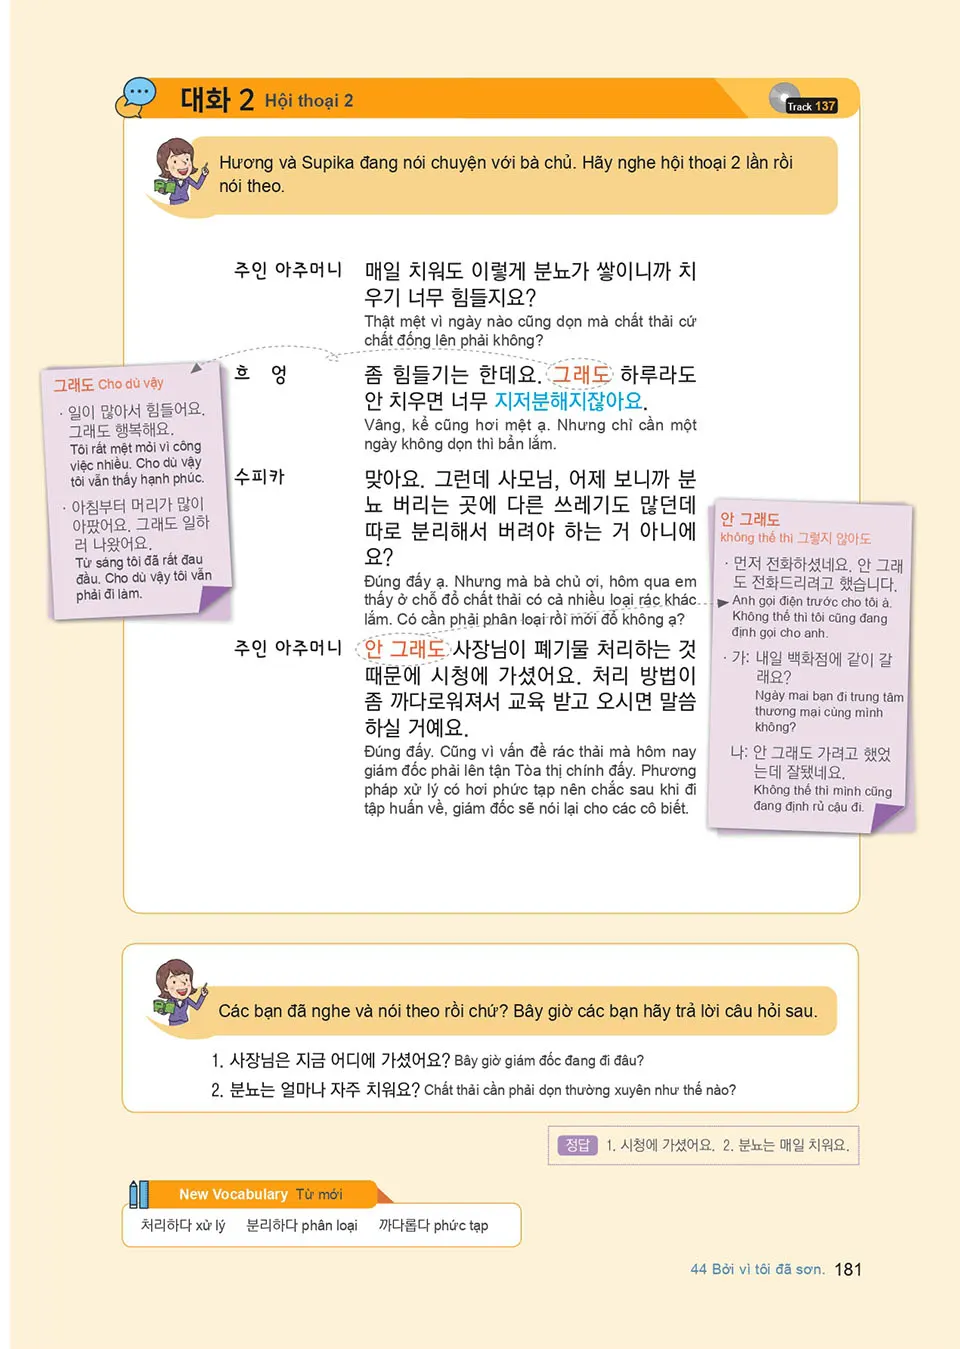 대화 2 Hội thoại 2
Track 137
Hương và Supika đang nói chuyện với bà chủ. Hãy nghe hội thoại 2 lần rồi
nói theo.
주인 아주머니 매일 치워도 이렇게 분뇨가 쌓이니까 치
우기 너무 힘들지요?
Thật mệt vì ngày nào cũng dọn mà chất thải cứ
chất đống lên phải không?
흐 엉 좀 힘들기는 한데요. 그래도 하루라도
안 치우면 너무 지저분해지잖아요.
Vâng, kể cũng hơi mệt ạ. Nhưng chỉ cần một
ngày không dọn thì bẩn lắm.
수피카 맞아요. 그런데 사모님, 어제 보니까 분
뇨 버리는 곳에 다른 쓰레기도 많던데
따로 분리해서 버려야 하는 거 아니에
요?
Đúng đấy ạ. Nhưng mà bà chủ ơi, hôm qua em
thấy ở chỗ đổ chất thải có cả nhiều loại rác khác
lắm. Có cần phải phân loại rồi mới đổ không ạ?
주인 아주머니 안 그래도 사장님이 폐기물 처리하는 것
때문에 시청에 가셨어요. 처리 방법이
좀 까다로워져서 교육 받고 오시면 말씀
하실 거예요.
Đúng đấy. Cũng vì vấn đề rác thải mà hôm nay
giám đốc phải lên tận Tòa thị chính đấy. Phương
pháp xử lý có hơi phức tạp nên chắc sau khi đi
tập huấn về, giám đốc sẽ nói lại cho các cô biết.
그래도 Cho dù vậy
· 일이 많아서 힘들어요.
그래도 행복해요.
Tôi rất mệt mỏi vì công
việc nhiều. Cho dù vậy
tôi vẫn thấy hạnh phúc.
· 아침부터 머리가 많이
아팠어요. 그래도 일하
러 나왔어요.
Từ sáng tôi đã rất đau
đầu. Cho dù vậy tôi vẫn
phải đi làm.
안 그래도
không thế thì 그렇지 않아도
· 먼저 전화하셨네요. 안 그래
도 전화드리려고 했습니다.
Anh gọi điện trước cho tôi à.
Không thế thì tôi cũng đang
định gọi cho anh.
· 가: 내일 백화점에 같이 갈
래요?
Ngày mai bạn đi trung tâm
thương mại cùng mình
không?
나: 안 그래도 가려고 했었
는데 잘됐네요.
Không thế thì mình cũng
đang định rủ cậu đi.
Các bạn đã nghe và nói theo rồi chứ? Bây giờ các bạn hãy trả lời câu hỏi sau.
1. 사장님은 지금 어디에 가셨어요? Bây giờ giám đốc đang đi đâu?
2. 분뇨는 얼마나 자주 치워요? Chất thải cần phải dọn thường xuyên như thế nào?
정답 1. 시청에 가셨어요. 2. 분뇨는 매일 치워요.
New Vocabulary Từ mới
처리하다 xử lý 분리하다 phân loại 까다롭다 phức tạp
44 Bởi vì tôi đã sơn. 181